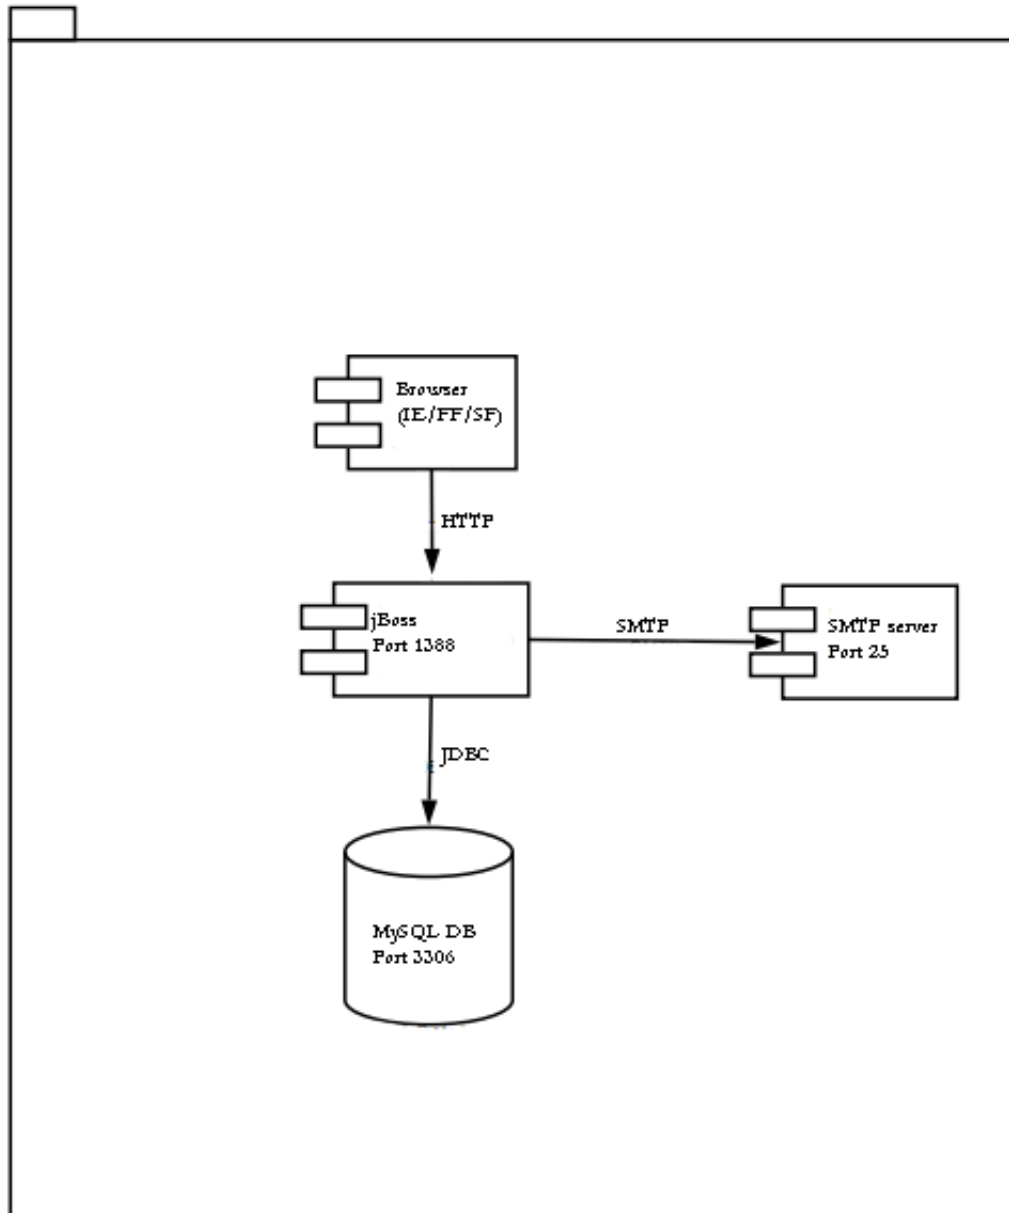 Browser
(IE/FF/SF)
HTTP
jBoss
Port 1388
SMTP
SMTP server
Port 25
JDBC
MySQL DB
Port 3306